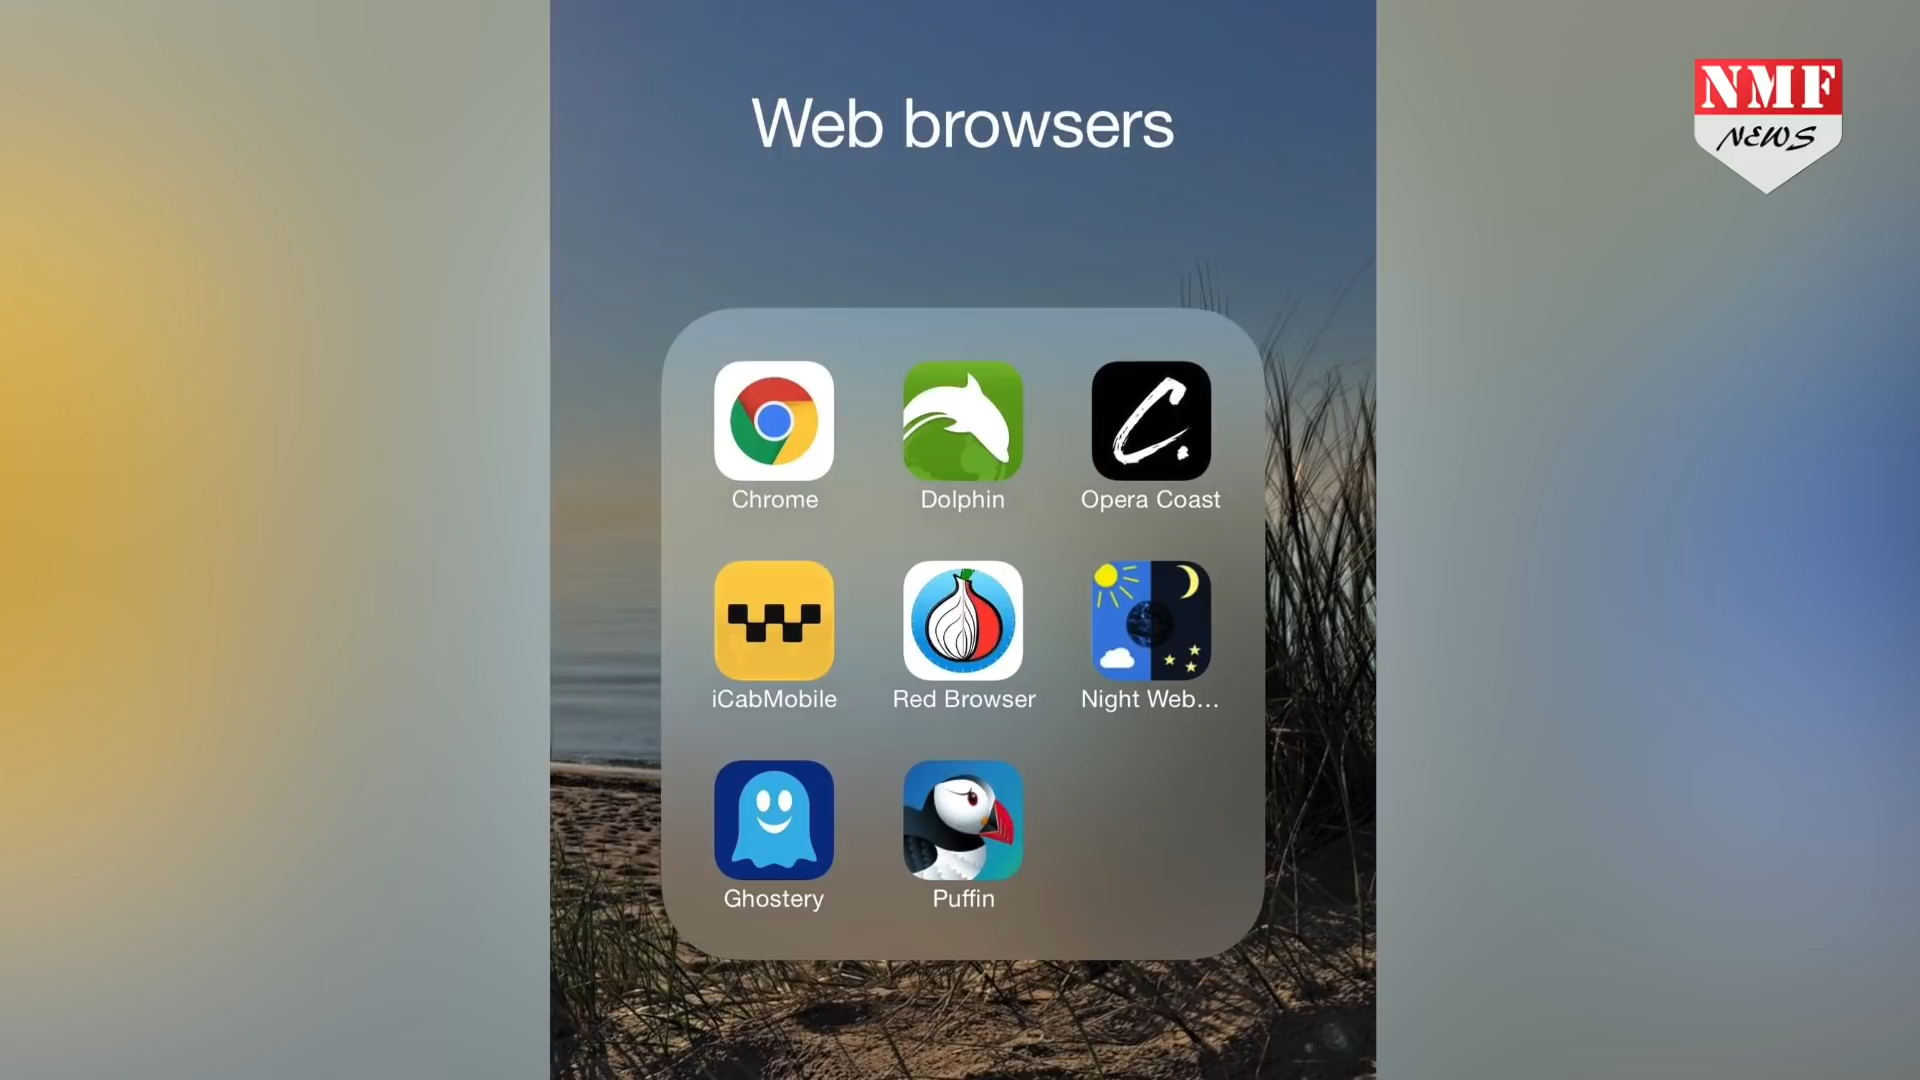 Web browsers
NMF
NEWS
Chrome
Dolphin
Opera Coast
iCabMobile
Red Browser
Night Web...
Ghostery
Puffin